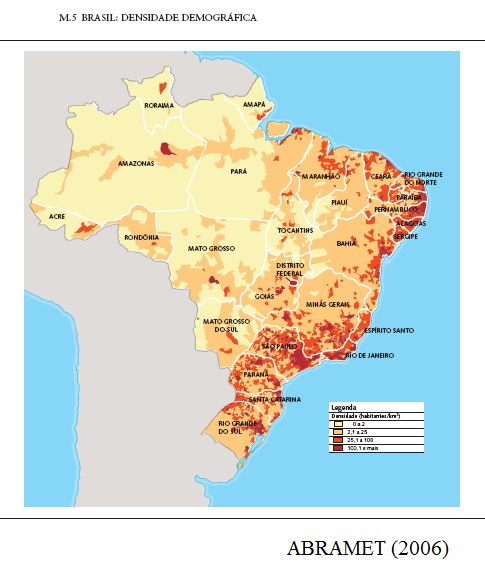 M.5 BRASIL: DENSIDADE DEMOGRÁFICA
RORAIMA
AMAPÁ
AMAZONAS
PARÁ
MARANHÃO
CEARÁ
RIO GRANDE
DO NORTE
PARAÍBA
PIAUÍ
PERNAMBUCO
ACRE
ALAGOAS
SERGIPE
TOCANTINS
RONDÔNIA
BAHIA
MATO GROSSO
DISTRITO
FEDERAL
GOIÁS
MINAS GERAIS
MATO GROSSO
DO SUL
ESPÍRITO SANTO
SÃO PAULO
RIO DE JANEIRO
PARANÁ
SANTA CATARINA
RIO GRANDE
DO SUL
Legenda
Densidade (habitantes/km²)
0 a 2
2,1 a 25
25,1 a 100
100,1 e mais
ABRAMET (2006)